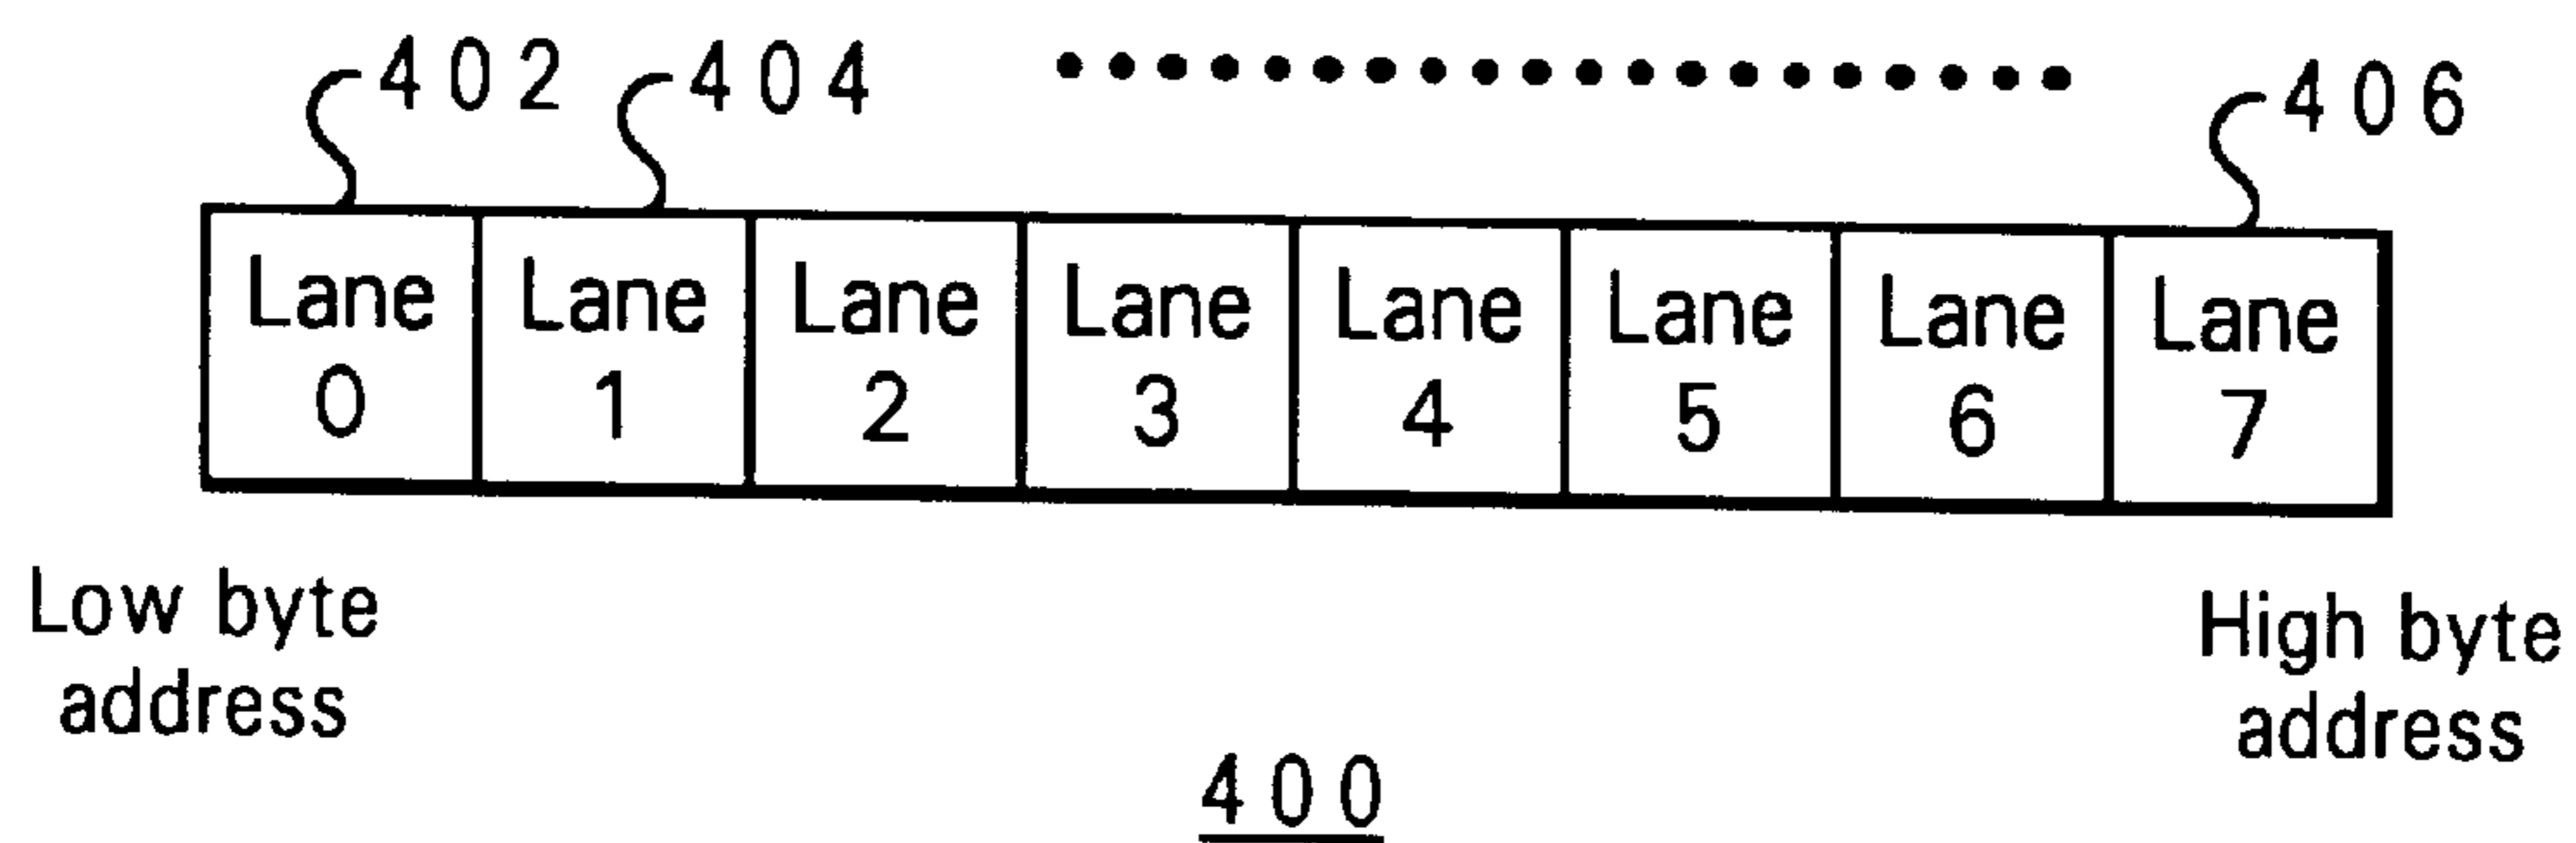 402 404 406
Lane 0
Lane 1
Lane 2
Lane 3
Lane 4
Lane 5
Lane 6
Lane 7
Low byte
address
High byte
address
400